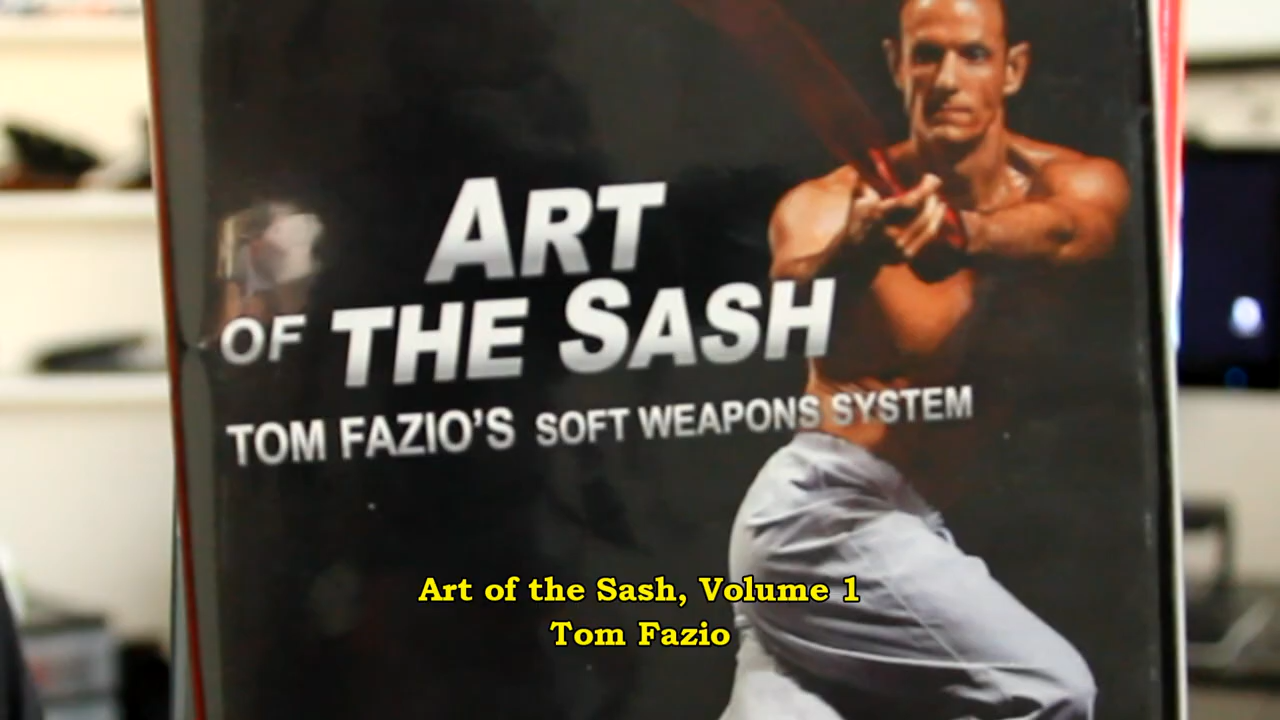 ART
OF THE SASH
TOM FAZIO'S SOFT WEAPONS SYSTEM
Art of the Sash, Volume 1
Tom Fazio